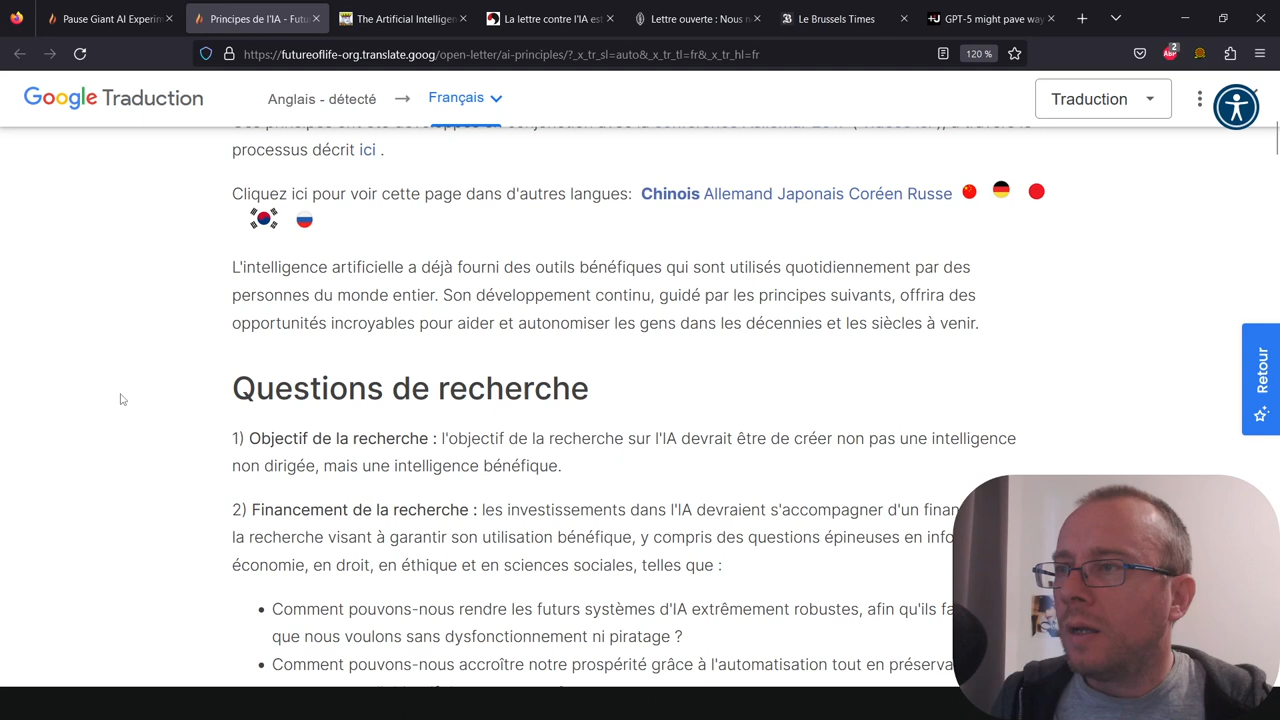 Pause Giant AI Experim
Principes de l'IA - Futu
The Artificial Intelligen
La lettre contre l'IA est
Lettre ouverte : Nous n
Le Brussels Times
GPT-5 might pave way
https://futureoflife-org.translate.goog/open-letter/ai-principles/?_x_tr_sl=auto&_x_tr_tl=fr&_x_tr_hl=fr
120 %
ABP
2
Google Traduction
Anglais - détecté
Français
Traduction
processus décrit ici .
Cliquez ici pour voir cette page dans d'autres langues: Chinois Allemand Japonais Coréen Russe
L'intelligence artificielle a déjà fourni des outils bénéfiques qui sont utilisés quotidiennement par des
personnes du monde entier. Son développement continu, guidé par les principes suivants, offrira des
opportunités incroyables pour aider et autonomiser les gens dans les décennies et les siècles à venir.
Retour
Questions de recherche
1) Objectif de la recherche : l'objectif de la recherche sur l'IA devrait être de créer non pas une intelligence
non dirigée, mais une intelligence bénéfique.
2) Financement de la recherche : les investissements dans l'IA devraient s'accompagner d'un finan
la recherche visant à garantir son utilisation bénéfique, y compris des questions épineuses en info
économie, en droit, en éthique et en sciences sociales, telles que :
• Comment pouvons-nous rendre les futurs systèmes d'IA extrêmement robustes, afin qu'ils fa
que nous voulons sans dysfonctionnement ni piratage ?
• Comment pouvons-nous accroître notre prospérité grâce à l'automatisation tout en préserva